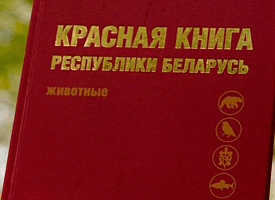 КРАСНАЯ КНИГА
РЕСПУБЛИКИ БЕЛАРУСЬ
животные